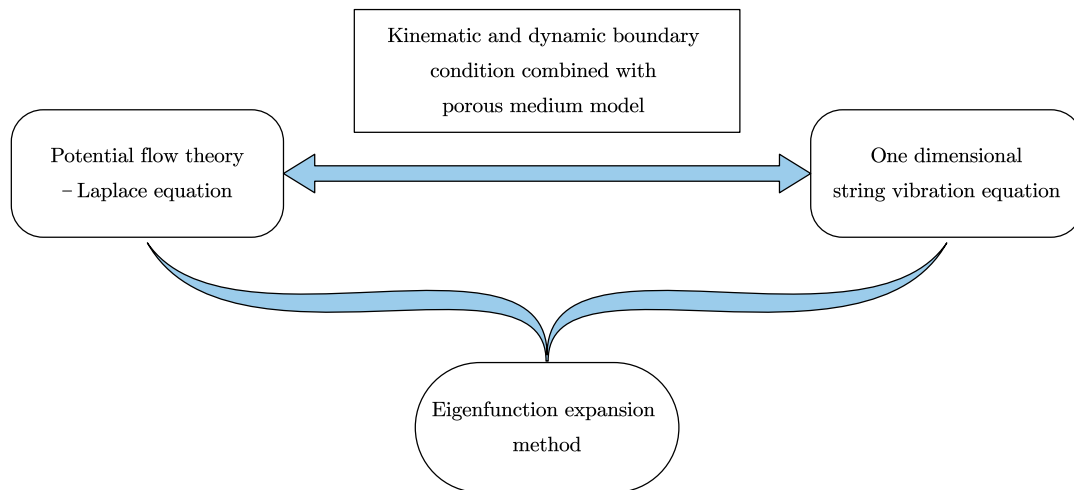 Kinematic and dynamic boundary
condition combined with
porous medium model
Potential flow theory
– Laplace equation
One dimensional
string vibration equation
Eigenfunction expansion
method